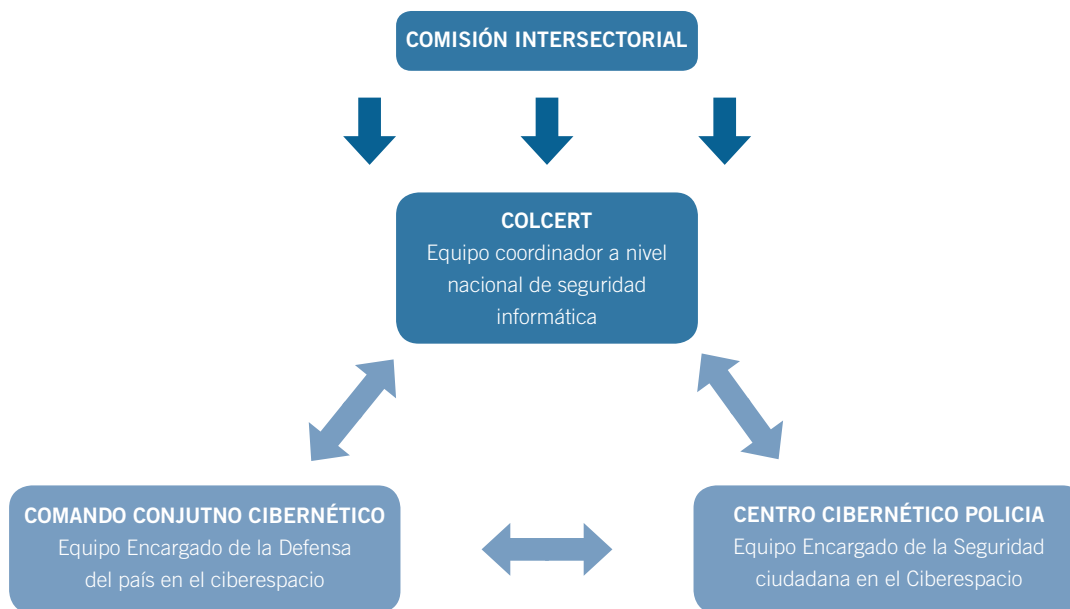 COMISIÓN INTERSECTORIAL
COLCERT
Equipo coordinador a nivel
nacional de seguridad
informática
COMANDO CONJUTNO CIBERNÉTICO
Equipo Encargado de la Defensa
del país en el ciberespacio
CENTRO CIBERNÉTICO POLICIA
Equipo Encargado de la Seguridad
ciudadana en el Ciberespacio